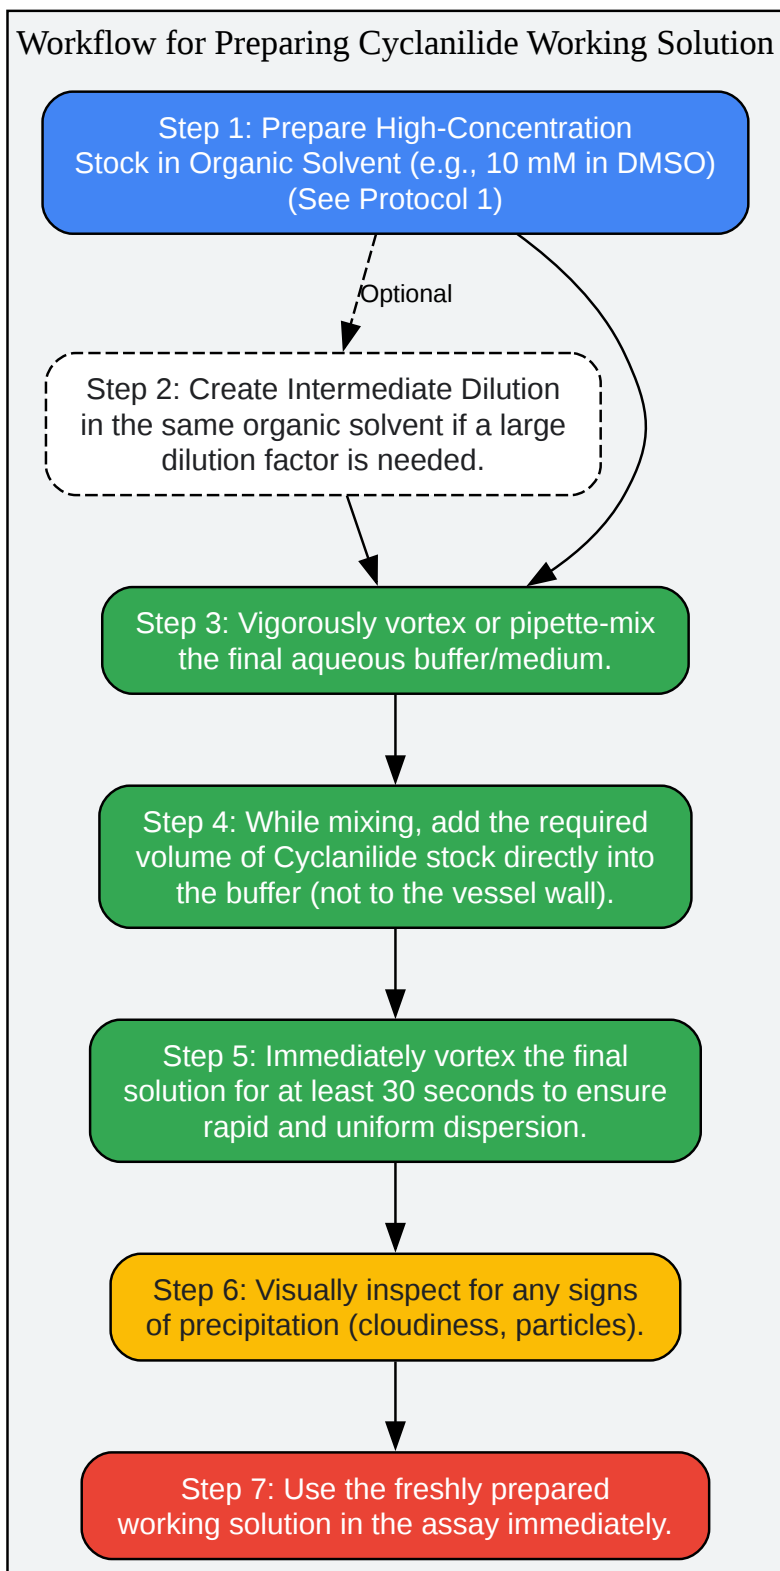 Workflow for Preparing Cyclanilide Working Solution
Step 1: Prepare High-Concentration
Stock in Organic Solvent (e.g., 10 mM in DMSO)
(See Protocol 1)
Optional
Step 2: Create Intermediate Dilution
in the same organic solvent if a large
dilution factor is needed.
Step 3: Vigorously vortex or pipette-mix
the final aqueous buffer/medium.
Step 4: While mixing, add the required
volume of Cyclanilide stock directly into
the buffer (not to the vessel wall).
Step 5: Immediately vortex the final
solution for at least 30 seconds to ensure
rapid and uniform dispersion.
Step 6: Visually inspect for any signs
of precipitation (cloudiness, particles).
Step 7: Use the freshly prepared
working solution in the assay immediately.